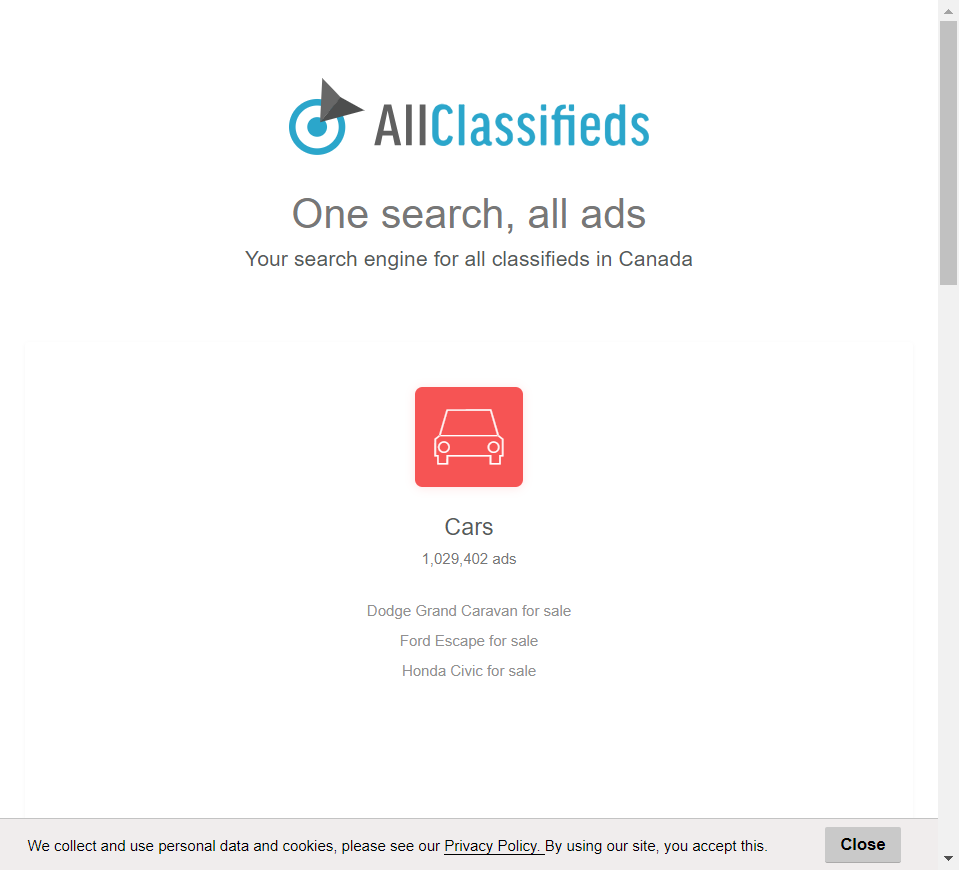 AllClassifieds
One search, all ads
Your search engine for all classifieds in Canada
Cars
1,029,402 ads
Dodge Grand Caravan for sale
Ford Escape for sale
Honda Civic for sale
We collect and use personal data and cookies, please see our Privacy Policy. By using our site, you accept this.
Close